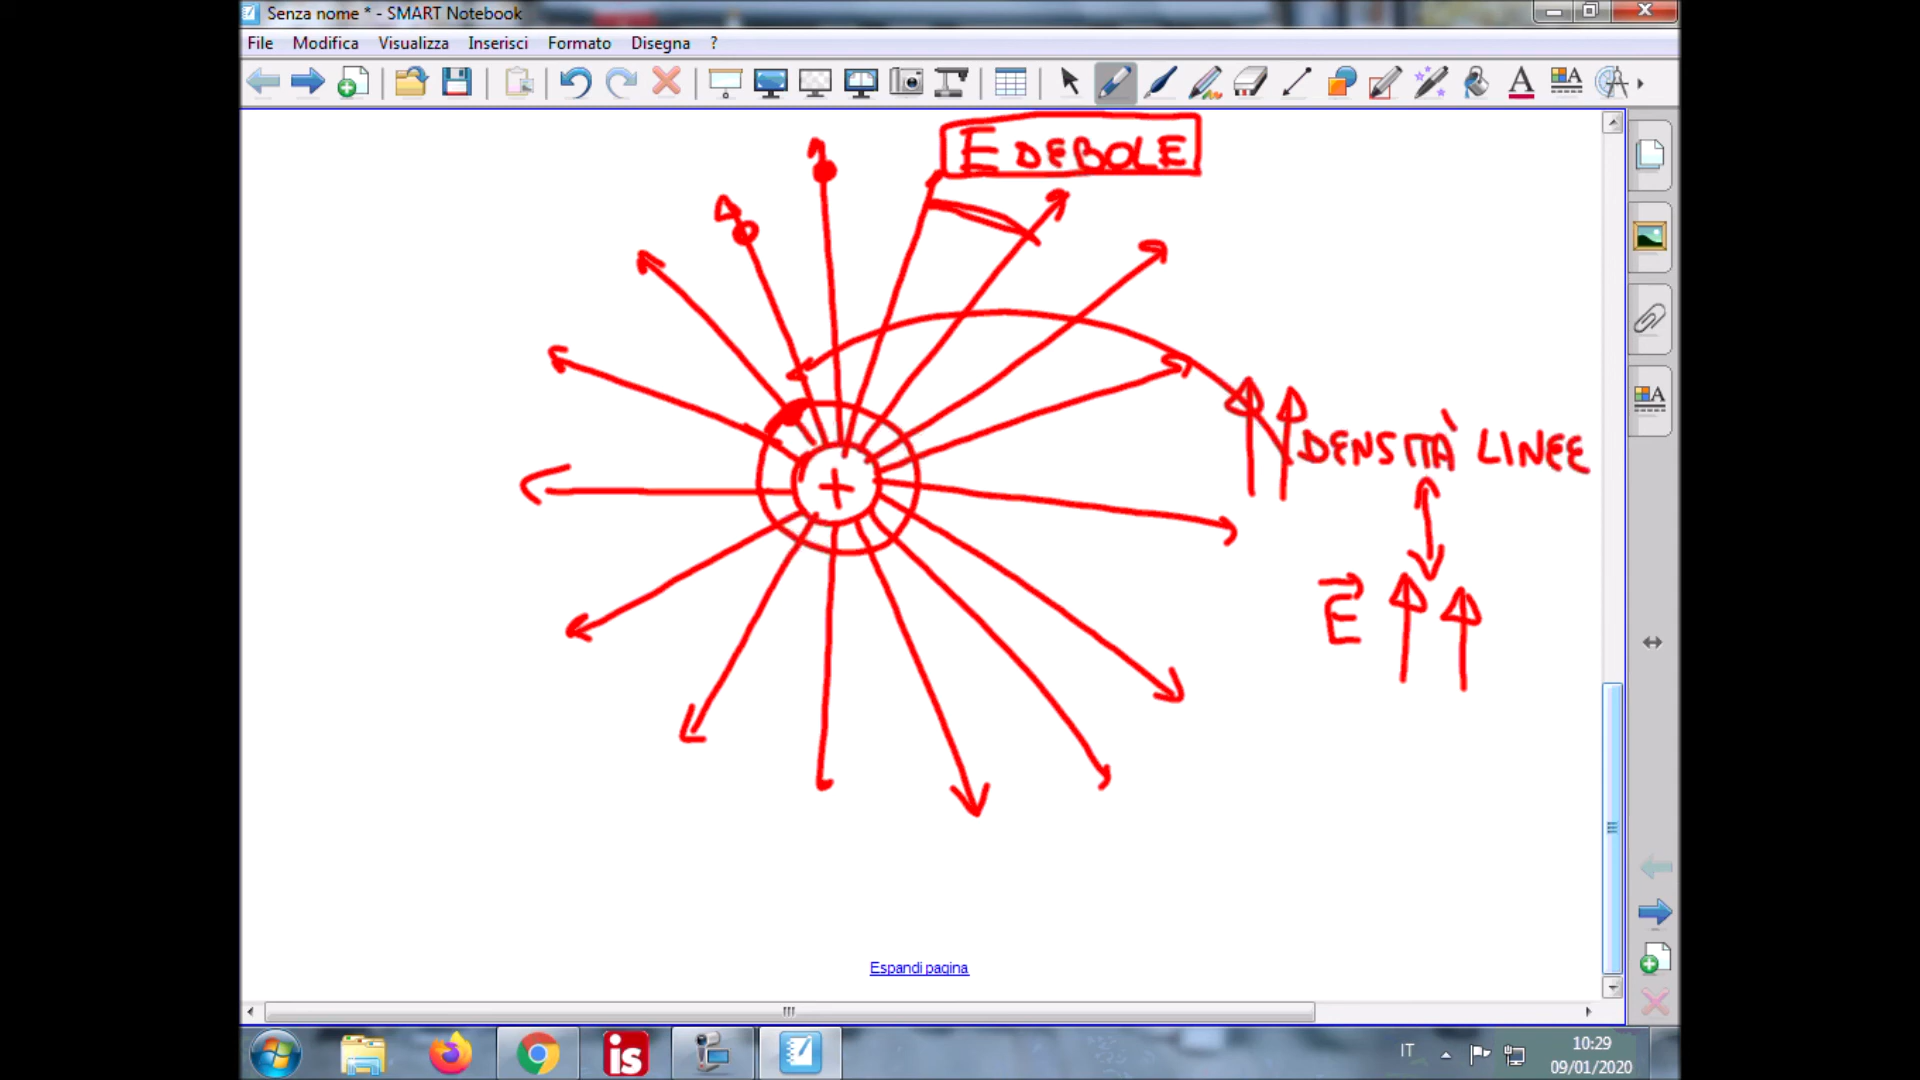 Senza nome * - SMART Notebook
File Modifica Visualizza Inserisci Formato Disegna ?
E DEBOLE
DENSITÀ LINEE
+
E
Espandi pagina
is
IT
10:29
09/01/2020